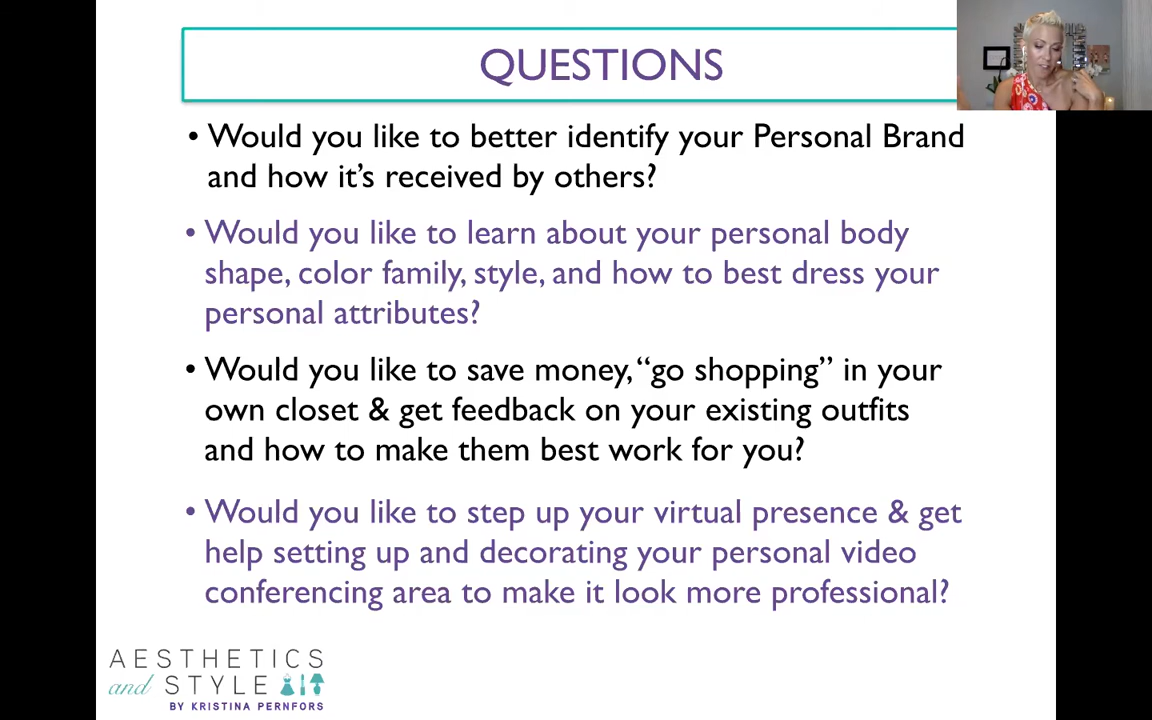 QUESTIONS
• Would you like to better identify your Personal Brand
and how it's received by others?
• Would you like to learn about your personal body
shape, color family, style, and how to best dress your
personal attributes?
• Would you like to save money, “go shopping” in your
own closet & get feedback on your existing outfits
and how to make them best work for you?
• Would you like to step up your virtual presence & get
help setting up and decorating your personal video
conferencing area to make it look more professional?
AESTHETICS
and STYLE
BY KRISTINA PERNFORS